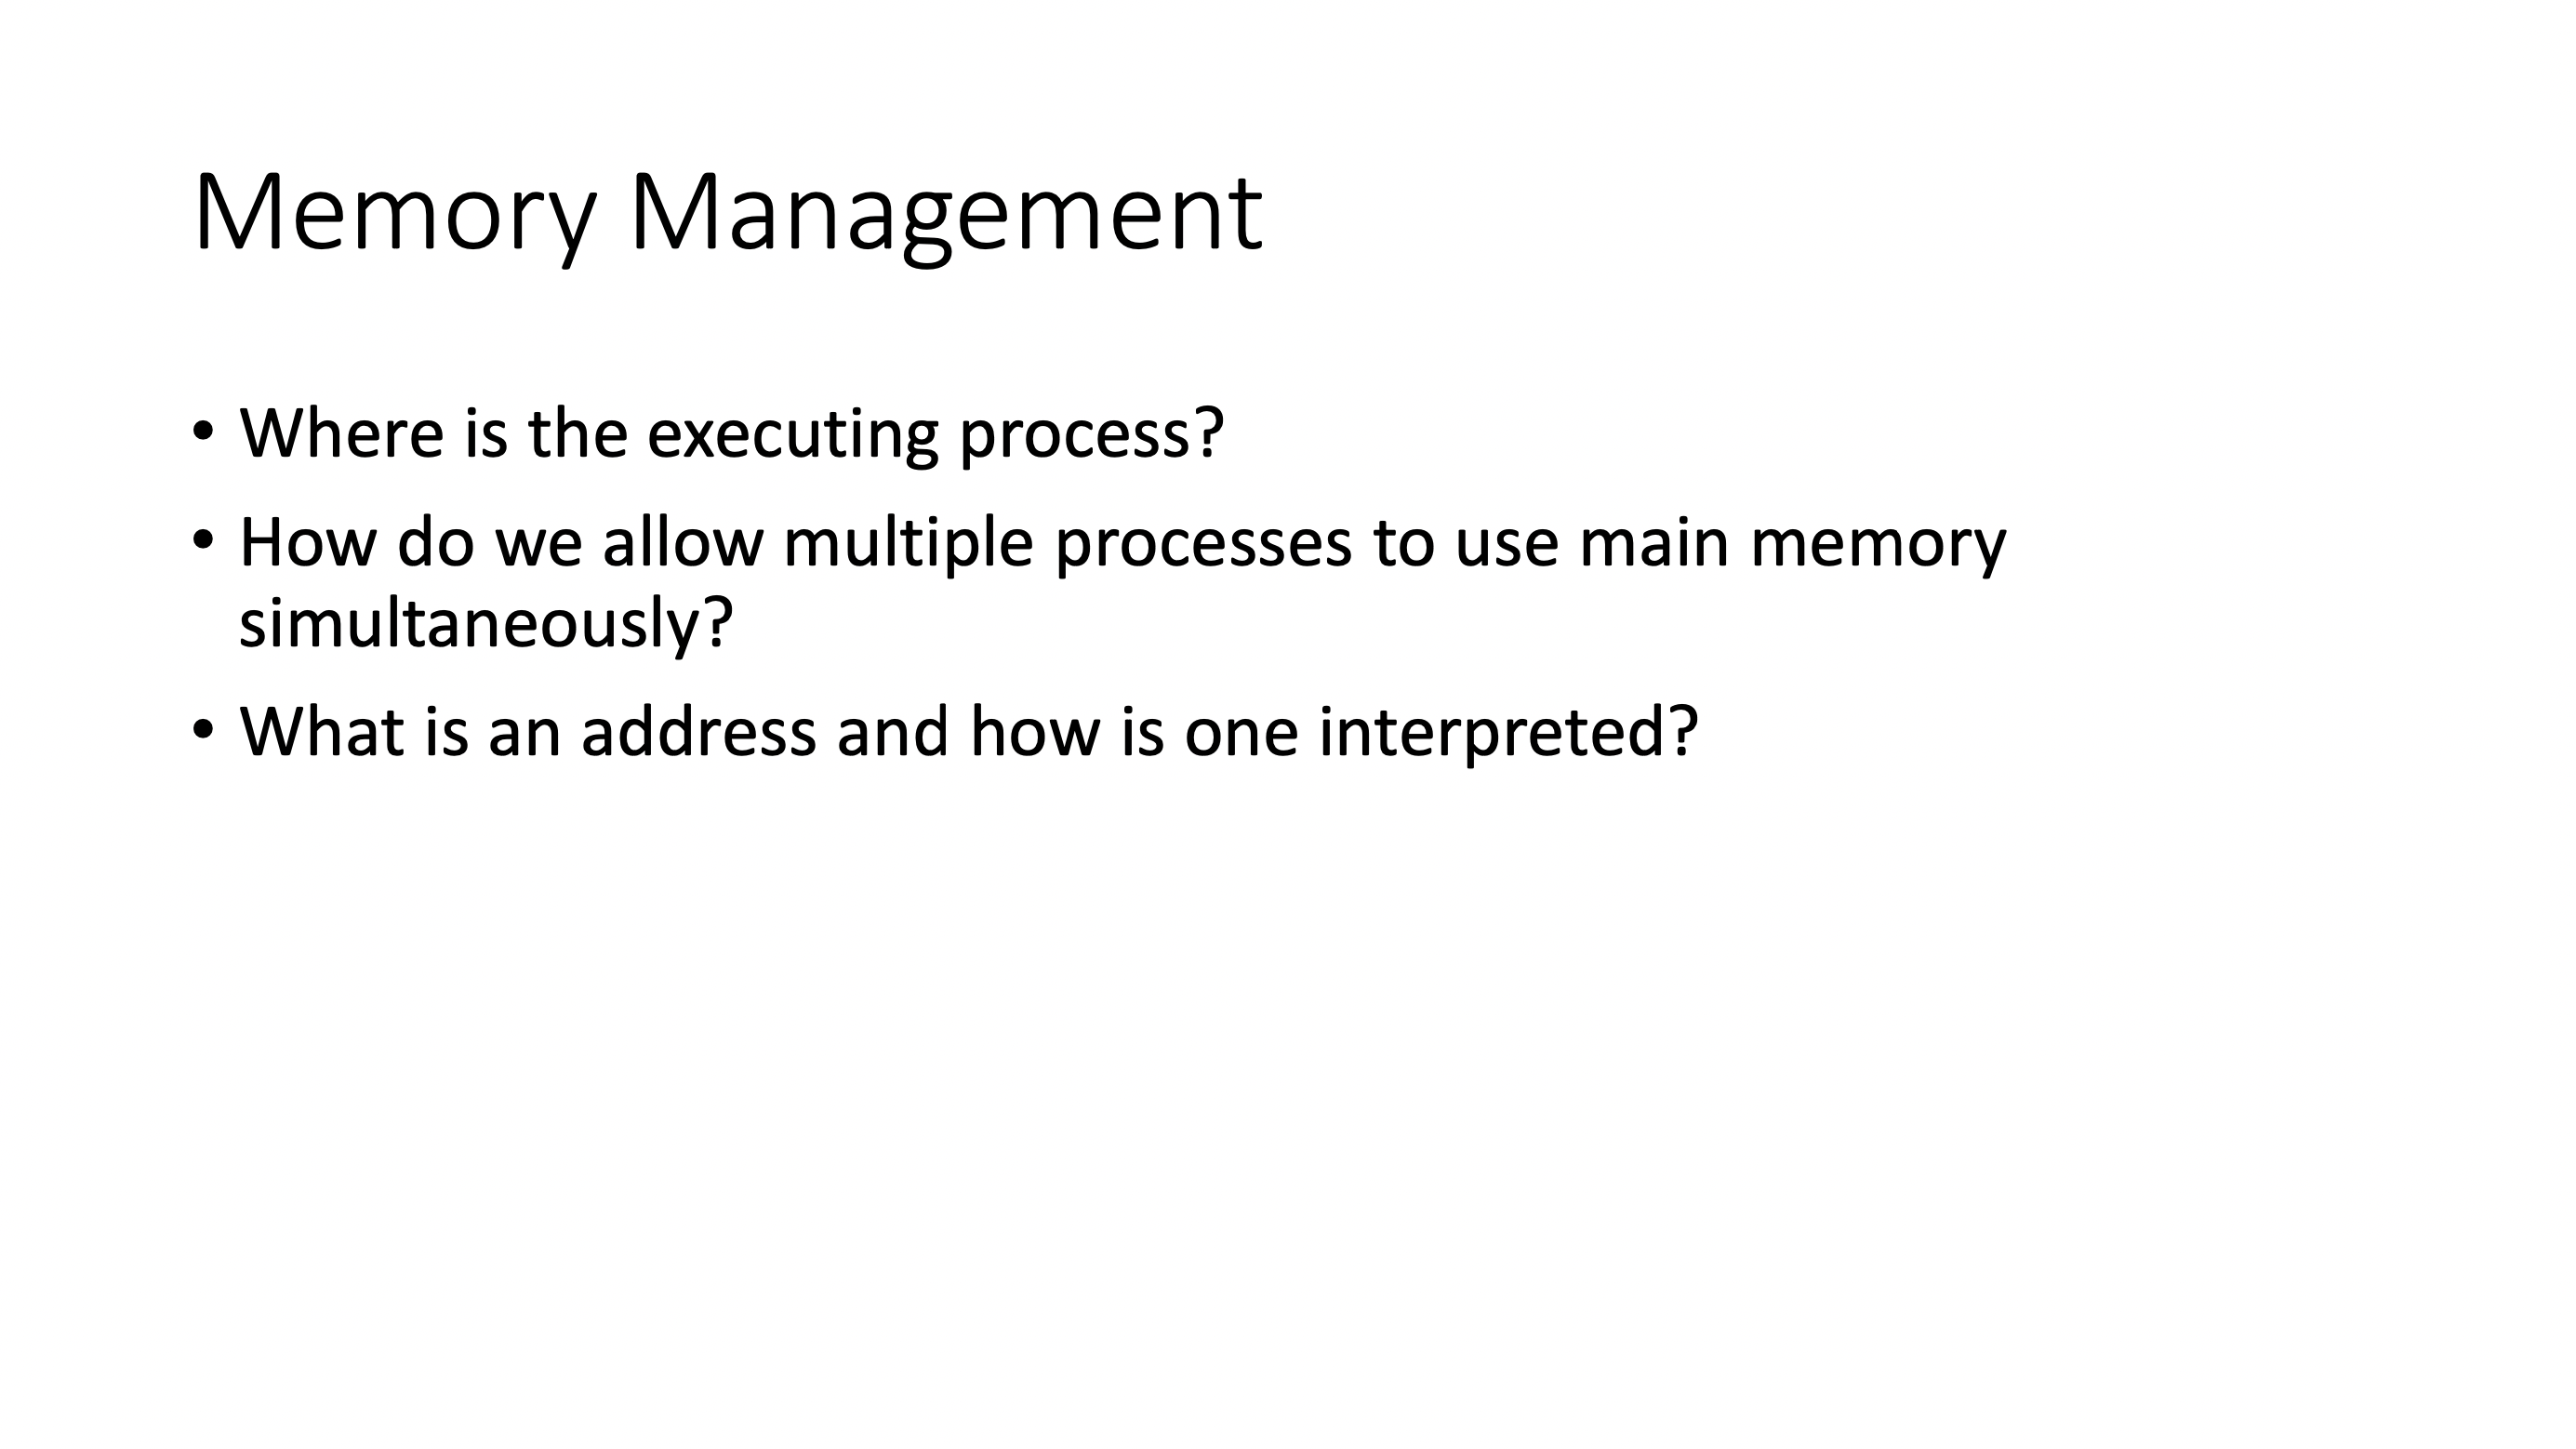 Memory Management
• Where is the executing process?
• How do we allow multiple processes to use main memory
simultaneously?
• What is an address and how is one interpreted?